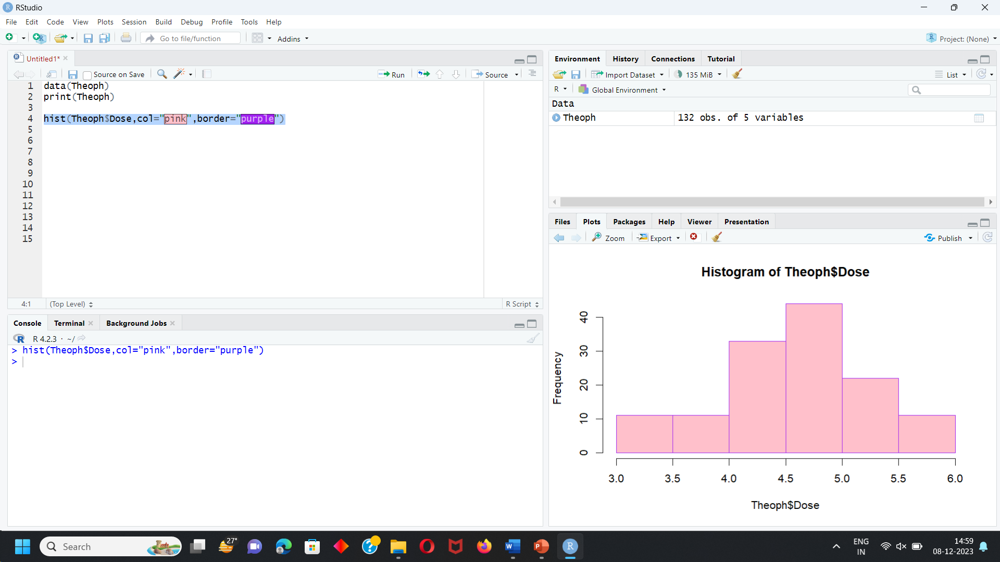 RStudio
File Edit Code View Plots Session Build Debug Profile Tools Help
Go to file/function Addins Project: (None)
Untitled1*
Source on Save Run Source
1 data(Theoph)
2 print(Theoph)
3
4 hist(Theoph$Dose,col="pink",border="purple")
5
6
7
8
9
10
11
12
13
14
15
4:1 (Top Level) R Script
Console Terminal Background Jobs
R 4.2.3 · ~/
> hist(Theoph$Dose,col="pink",border="purple")
>
Environment History Connections Tutorial
Import Dataset 135 MiB List
R Global Environment
Data
Theoph 132 obs. of 5 variables
Files Plots Packages Help Viewer Presentation
Zoom Export Publish
Histogram of Theoph$Dose
Frequency
40
30
20
10
0
3.0 3.5 4.0 4.5 5.0 5.5 6.0
Theoph$Dose
Search 27° ENG
IN
14:59
08-12-2023